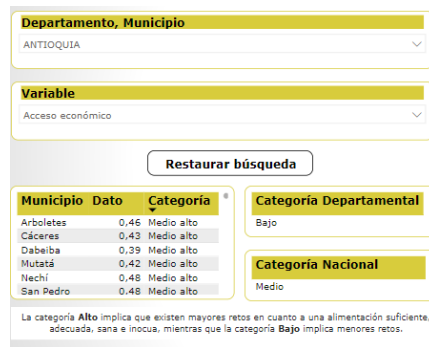 Departamento, Municipio
ANTIOQUIA
Variable
Acceso económico
Restaurar búsqueda
Municipio Dato Categoría
Arboletes 0,46 Medio alto
Cáceres 0,43 Medio alto
Dabeiba 0,39 Medio alto
Mutatá 0,42 Medio alto
Nechí 0,48 Medio alto
San Pedro 0,48 Medio alto
Categoría Departamental
Bajo
Categoría Nacional
Medio
La categoría Alto implica que existen mayores retos en cuanto a una alimentación suficiente,
adecuada, sana e inocua, mientras que la categoría Bajo implica menores retos.